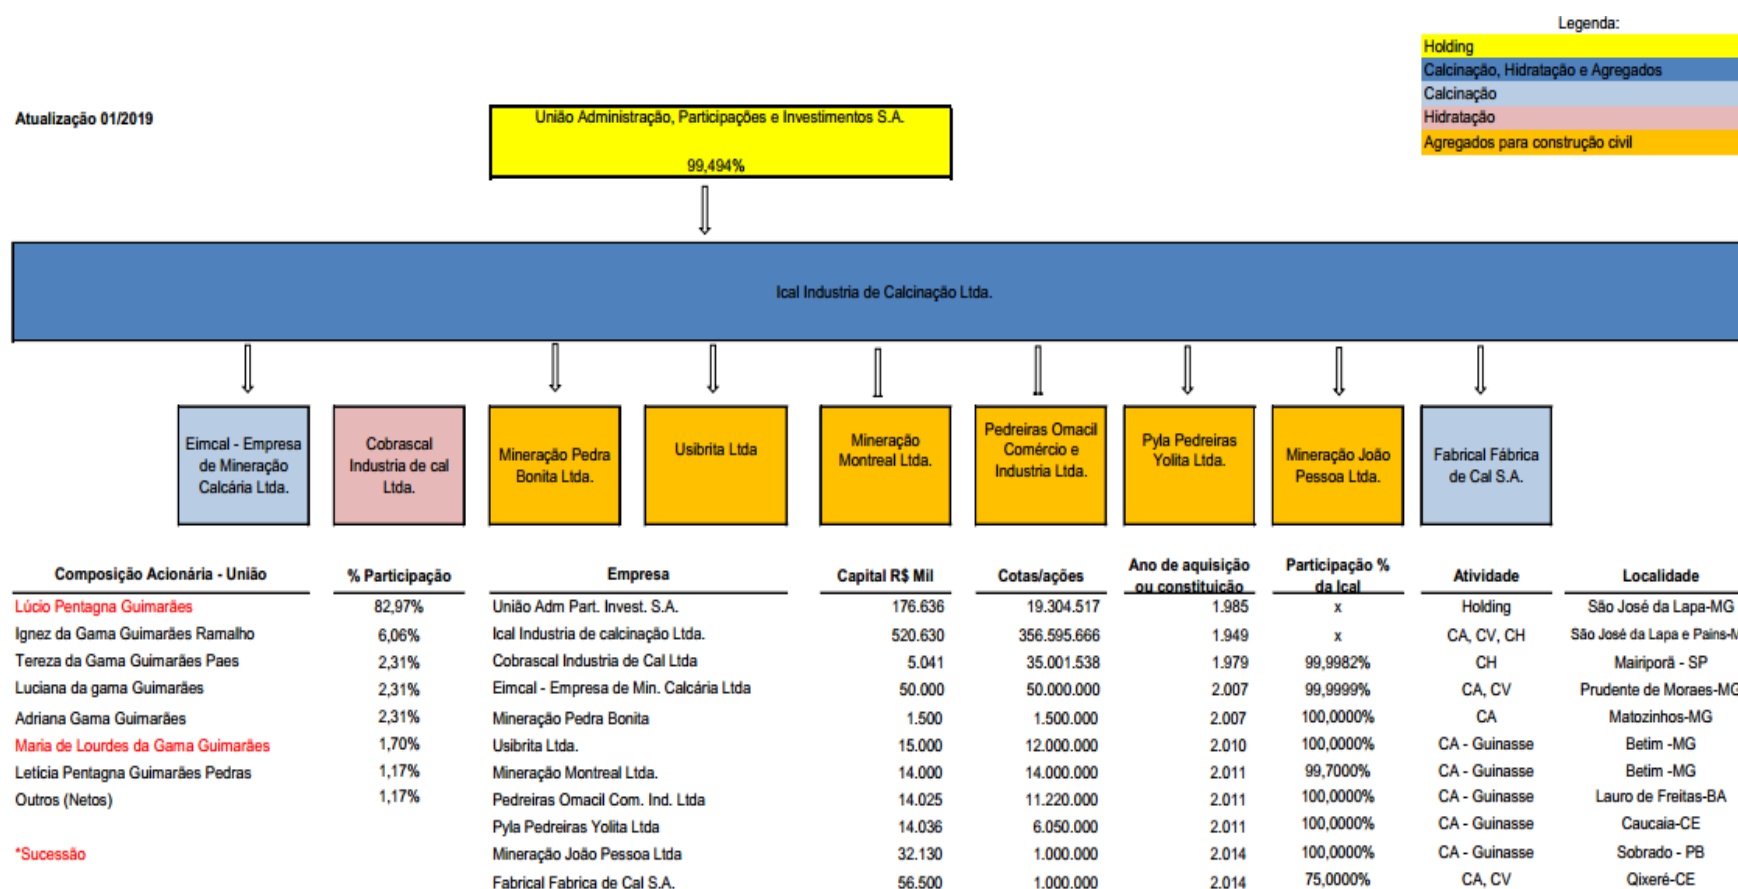 Legenda:
Holding
Calcinação, Hidratação e Agregados
Calcinação
Hidratação
Agregados para construção civil
Atualização 01/2019
União Administração, Participações e Investimentos S.A.
99,494%
Ical Industria de Calcinação Ltda.
Eimcal - Empresa
de Mineração
Calcária Ltda.
Cobrascal
Industria de cal
Ltda.
Mineração Pedra
Bonita Ltda.
Usibrita Ltda
Mineração
Montreal Ltda.
Pedreiras Omacil
Comércio e
Industria Ltda.
Pyla Pedreiras
Yolita Ltda.
Mineração João
Pessoa Ltda.
Fabrical Fábrica
de Cal S.A.
Composição Acionária - União % Participação
Lúcio Pentagna Guimarães 82,97%
Ignez da Gama Guimarães Ramalho 6,06%
Tereza da Gama Guimarães Paes 2,31%
Luciana da gama Guimarães 2,31%
Adriana Gama Guimarães 2,31%
Maria de Lourdes da Gama Guimarães 1,70%
Letícia Pentagna Guimarães Pedras 1,17%
Outros (Netos) 1,17%
*Sucessão
Empresa Capital R$ Mil Cotas/ações Ano de aquisição ou constituição Participação % da Ical Atividade Localidade
União Adm Part. Invest. S.A. 176.636 19.304.517 1.985 x Holding São José da Lapa-MG
Ical Industria de calcinação Ltda. 520.630 356.595.666 1.949 x CA, CV, CH São José da Lapa e Pains-M
Cobrascal Industria de Cal Ltda 5.041 35.001.538 1.979 99,9982% CH Mairiporã - SP
Eimcal - Empresa de Min. Calcária Ltda 50.000 50.000.000 2.007 99,9999% CA, CV Prudente de Moraes-MG
Mineração Pedra Bonita 1.500 1.500.000 2.007 100,0000% CA Matozinhos-MG
Usibrita Ltda. 15.000 12.000.000 2.010 100,0000% CA - Guinasse Betim -MG
Mineração Montreal Ltda. 14.000 14.000.000 2.011 99,7000% CA - Guinasse Betim -MG
Pedreiras Omacil Com. Ind. Ltda 14.025 11.220.000 2.011 100,0000% CA - Guinasse Lauro de Freitas-BA
Pyla Pedreiras Yolita Ltda 14.036 6.050.000 2.011 100,0000% CA - Guinasse Caucaia-CE
Mineração João Pessoa Ltda 32.130 1.000.000 2.014 100,0000% CA - Guinasse Sobrado - PB
Fabrical Fabrica de Cal S.A. 56.500 1.000.000 2.014 75,0000% CA, CV Qixeré-CE